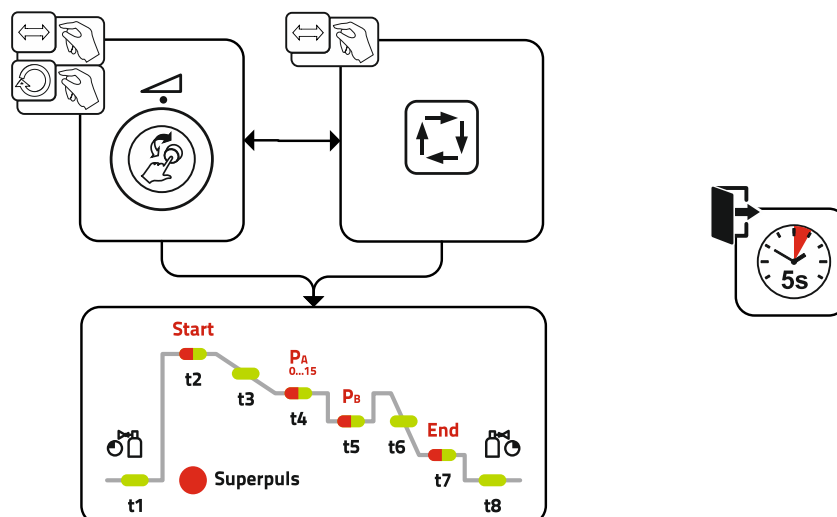 5s
Start
t2
PA
0...15
t3
t4
PB
t5
t6
End
t7
t1
Superpuls
t8